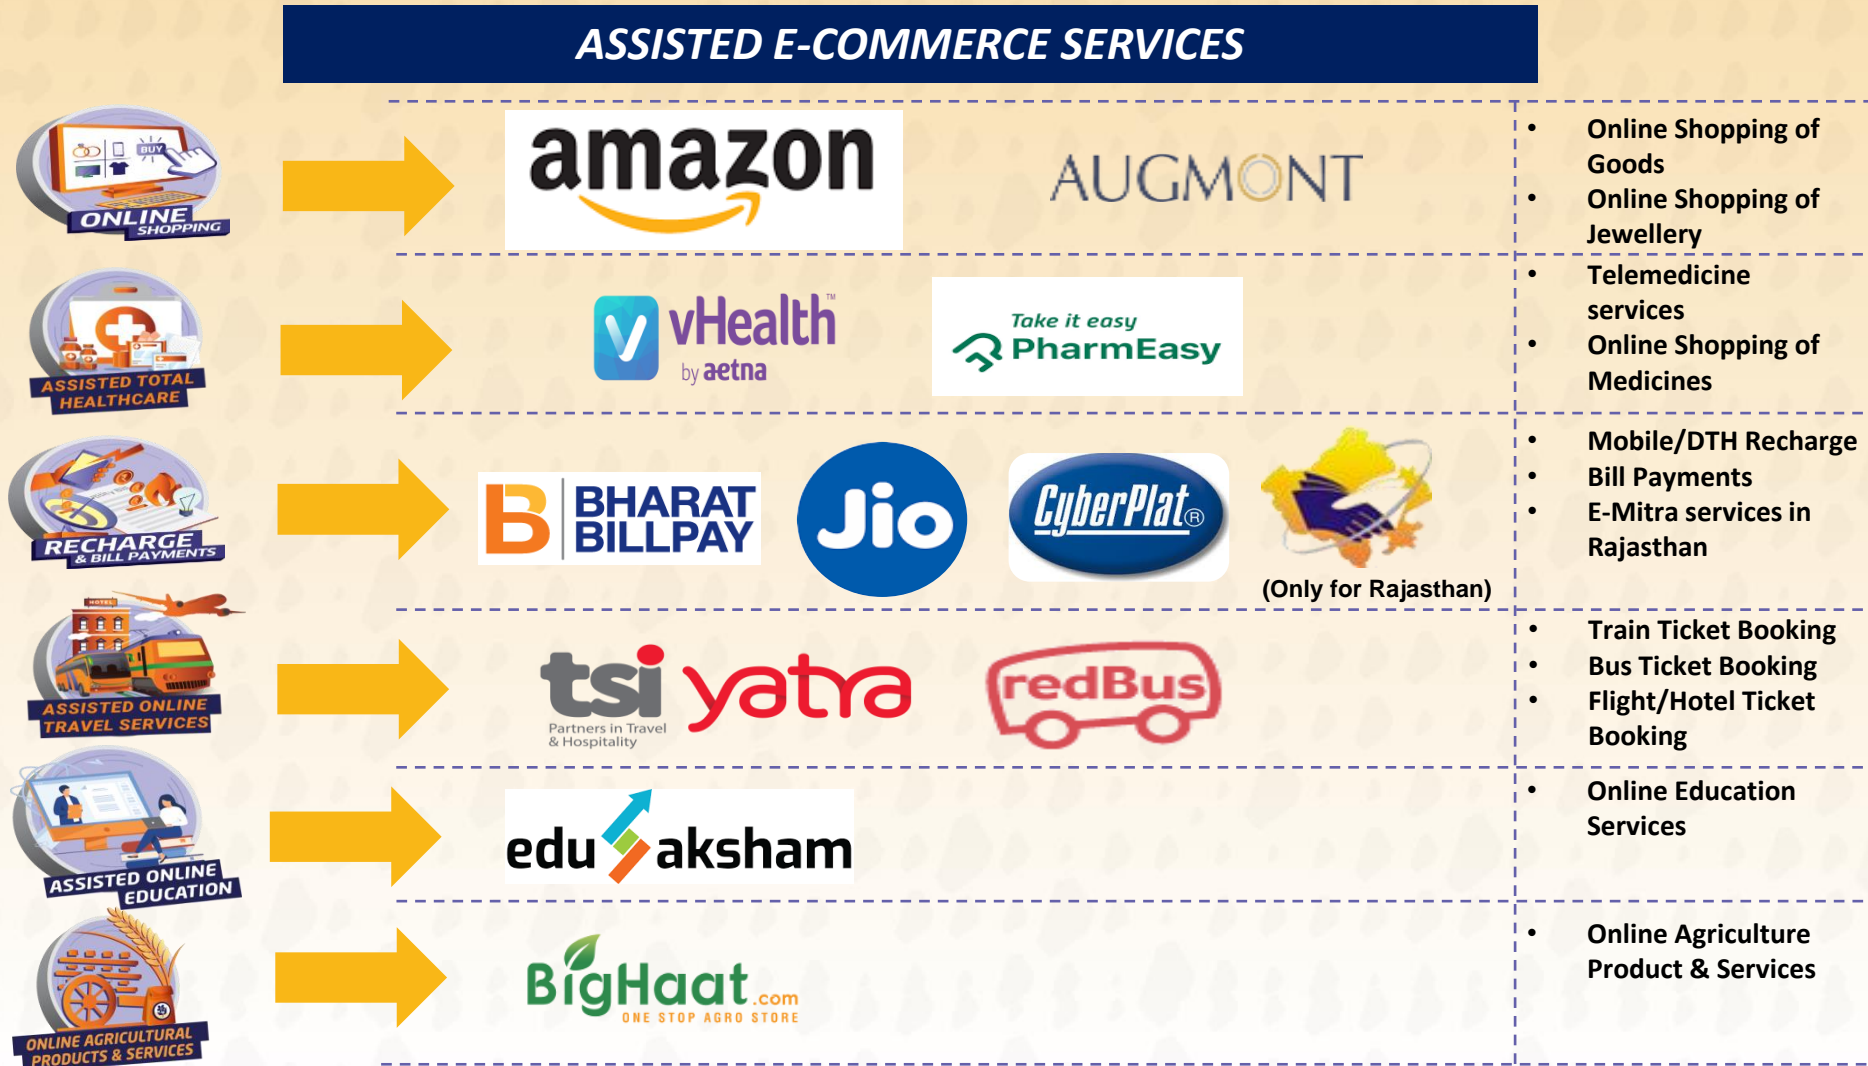 ASSISTED E-COMMERCE SERVICES
BUY
ONLINE
SHOPPING
amazon
AUGMONT
• Online Shopping of
Goods
• Online Shopping of
Jewellery
ASSISTED TOTAL
HEALTHCARE
V
vHealth™
by aetna
Take it easy
PharmEasy
• Telemedicine
services
• Online Shopping of
Medicines
RECHARGE
& BILL PAYMENTS
B
BHARAT
BILLPAY
Jio
CyberPlat®
(Only for Rajasthan)
• Mobile/DTH Recharge
• Bill Payments
• E-Mitra services in
Rajasthan
HOTEL
ASSISTED ONLINE
TRAVEL SERVICES
tsi
Partners in Travel
& Hospitality
yatra
redBus
• Train Ticket Booking
• Bus Ticket Booking
• Flight/Hotel Ticket
Booking
ASSISTED ONLINE
EDUCATION
eduSaksham
• Online Education
Services
ONLINE AGRICULTURAL
PRODUCTS & SERVICES
BigHaat.com
ONE STOP AGRO STORE
• Online Agriculture
Product & Services